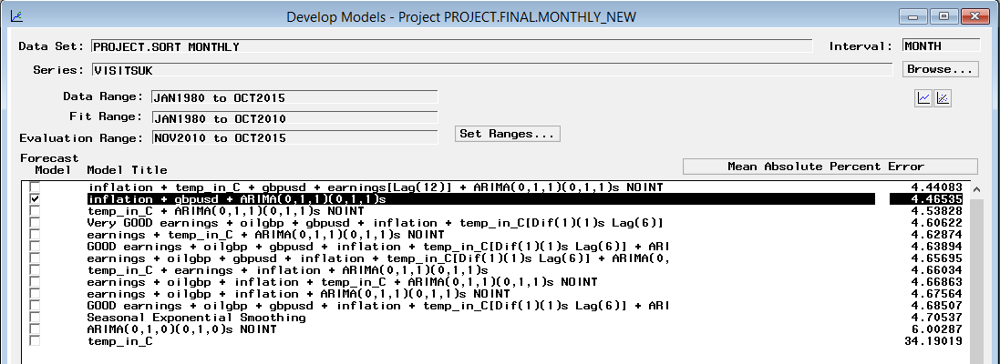 Develop Models - Project PROJECT.FINAL.MONTHLY_NEW
Data Set: PROJECT.SORT MONTHLY Interval: MONTH
Series: VISITSUK Browse...
Data Range: JAN1980 to OCT2015
Fit Range: JAN1980 to OCT2010
Evaluation Range: NOV2010 to OCT2015 Set Ranges...
Forecast
Model Model Title Mean Absolute Percent Error
inflation + temp_in_C + gbpusd + earnings[Lag(12)] + ARIMA(0,1,1)(0,1,1)s NOINT 4.44083
inflation + gbpusd + ARIMA(0,1,1)(0,1,1)s 4.46535
temp_in_C + ARIMA(0,1,1)(0,1,1)s NOINT 4.53828
Very GOOD earnings + oilgbp + gbpusd + inflation + temp_in_C[Dif(1)(1)s Lag(6)] 4.60622
earnings + temp_in_C + ARIMA(0,1,1)(0,1,1)s NOINT 4.62874
GOOD earnings + oilgbp + gbpusd + inflation + temp_in_C[Dif(1)(1)s Lag(6)] + ARI 4.63894
earnings + oilgbp + gbpusd + inflation + temp_in_C[Dif(1)(1)s Lag(6)] + ARIMA(0, 4.65695
temp_in_C + earnings + inflation + ARIMA(0,1,1)(0,1,1)s 4.66034
earnings + oilgbp + inflation + temp_in_C + ARIMA(0,1,1)(0,1,1)s NOINT 4.66863
earnings + oilgbp + inflation + ARIMA(0,1,1)(0,1,1)s NOINT 4.67564
GOOD earnings + oilgbp + gbpusd + inflation + temp_in_C[Dif(1)(1)s Lag(6)] + ARI 4.68507
Seasonal Exponential Smoothing 4.70537
ARIMA(0,1,0)(0,1,0)s NOINT 6.00287
temp_in_C 34.19019